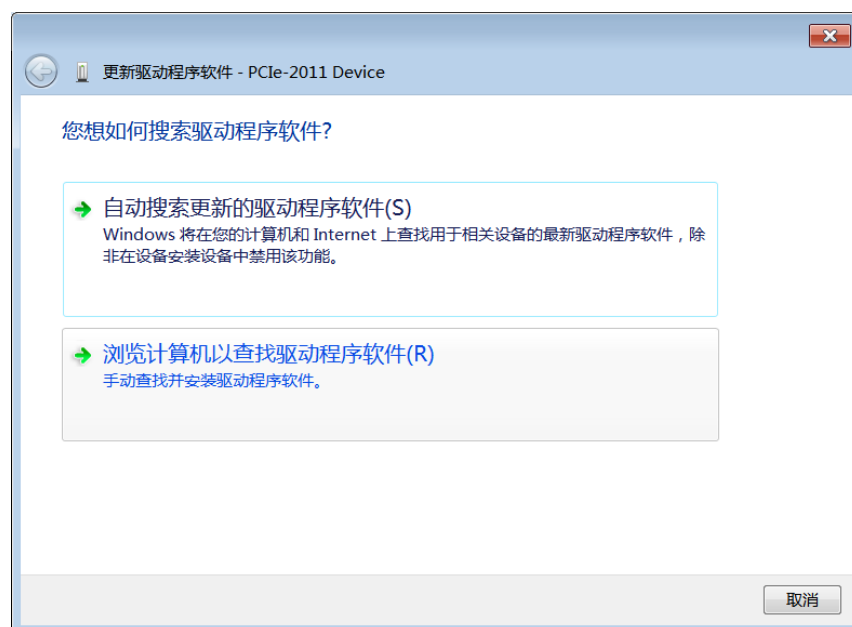 更新驱动程序软件 - PCIe-2011 Device
您想如何搜索驱动程序软件?
自动搜索更新的驱动程序软件(S)
Windows 将在您的计算机和 Internet 上查找用于相关设备的最新驱动程序软件，除
非在设备安装设备中禁用该功能。
浏览计算机以查找驱动程序软件(R)
手动查找并安装驱动程序软件。
取消